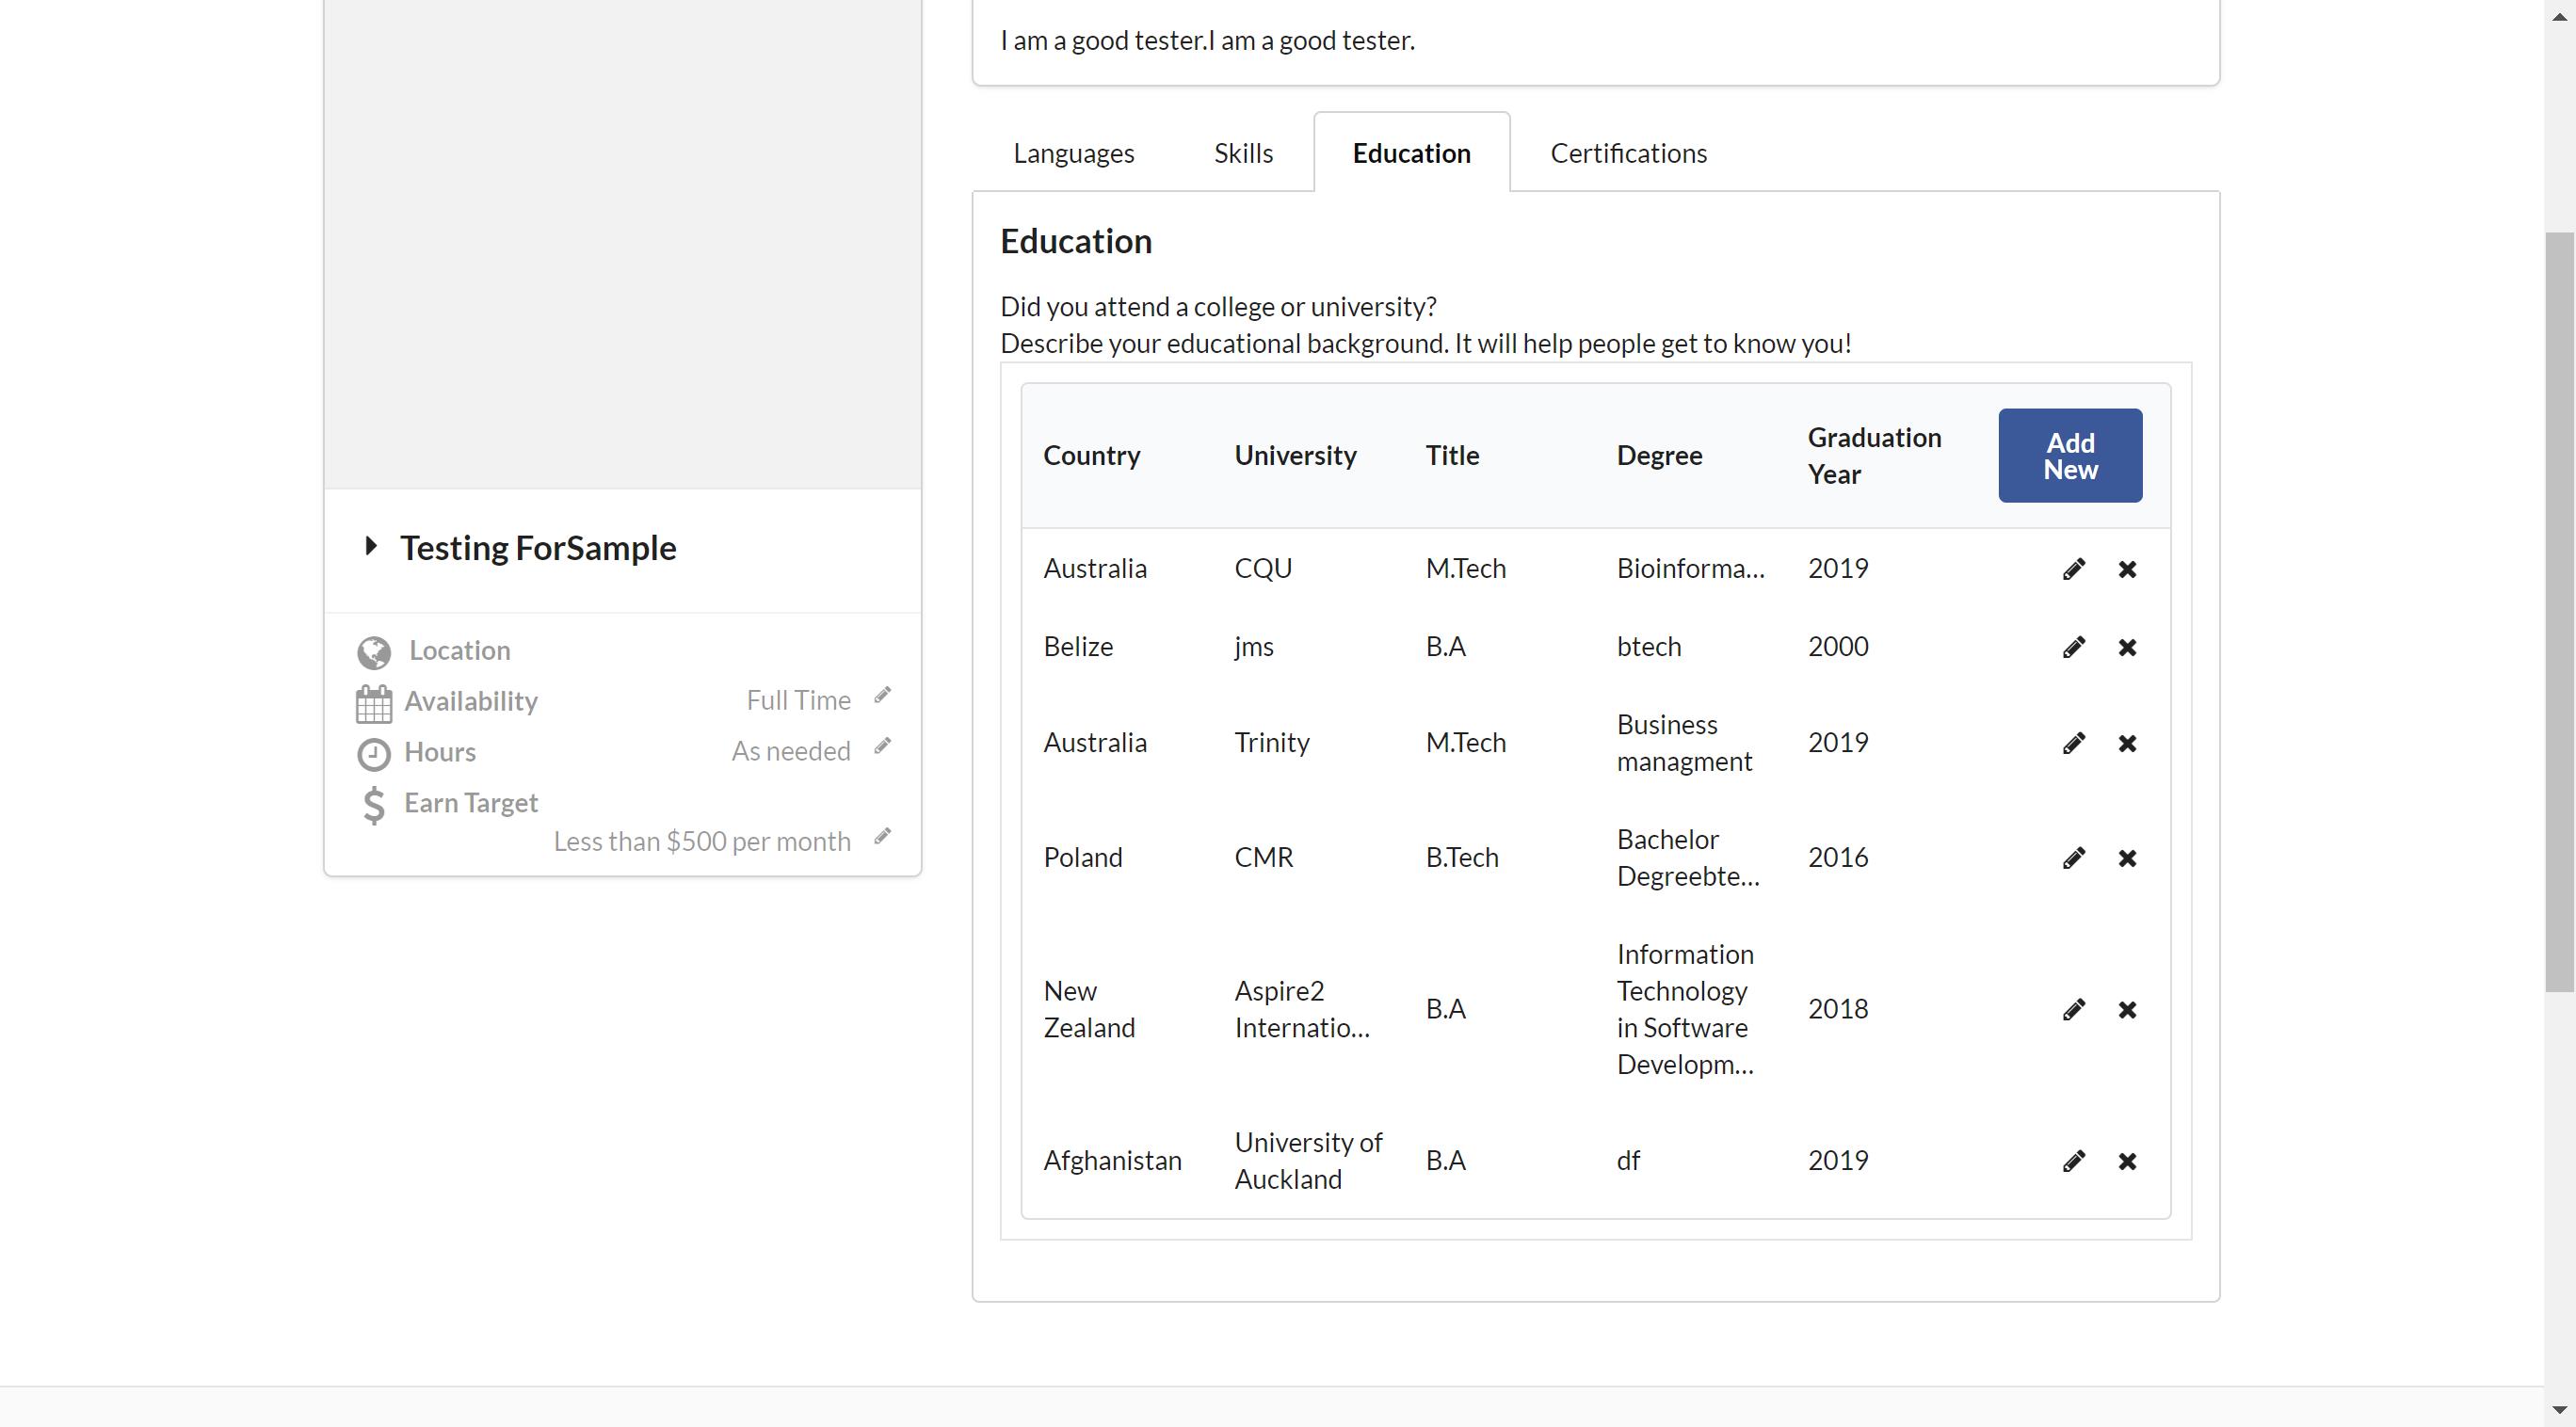 I am a good tester.I am a good tester.
Languages Skills Education Certifications
Education
Did you attend a college or university?
Describe your educational background. It will help people get to know you!
Country University Title Degree Graduation Year Add New
Australia CQU M.Tech Bioinforma... 2019
Belize jms B.A btech 2000
Australia Trinity M.Tech Business managment 2019
Poland CMR B.Tech Bachelor Degreebte... 2016
New Zealand Aspire2 Internatio... B.A Information Technology in Software Developm... 2018
Afghanistan University of Auckland B.A df 2019
Testing ForSample
Location
Availability Full Time
Hours As needed
Earn Target
Less than $500 per month